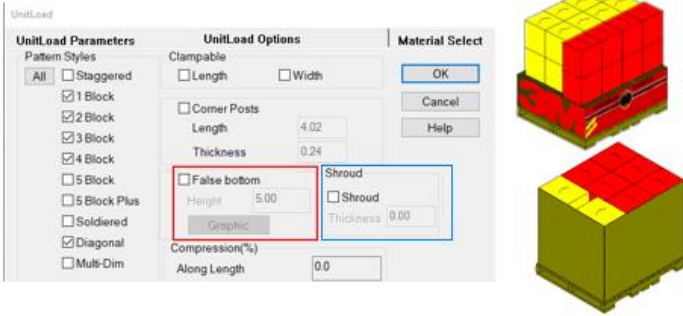 UnitLoad
UnitLoad Parameters
UnitLoad Options
Material Select
Pattern Styles
All
Staggered
1 Block
2 Block
3 Block
4 Block
5 Block
5 Block Plus
Soldiered
Diagonal
Multi-Dim
Clampable
Length
Width
Corner Posts
Length
4.02
Thickness
0.24
False bottom
Height
5.00
Graphic
Shroud
Shroud
Thickness
0.00
Compression(%)
Along Length
0.0
OK
Cancel
Help
3M